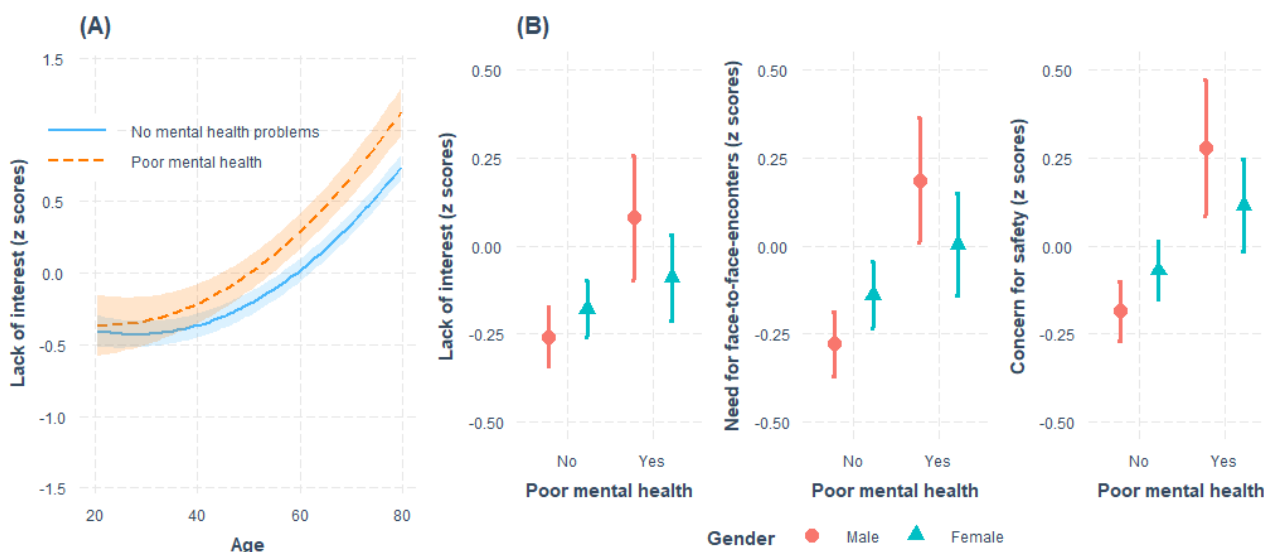 (A)
Lack of interest (z scores)
1.5
0.5
0.0
-0.5
-1.0
-1.5
No mental health problems
Poor mental health
20
40
60
80
Age
(B)
Lack of interest (z scores)
0.50
0.25
0.00
-0.25
-0.50
No
Yes
Poor mental health
Need for face-to-face-enconters (z scores)
0.50
0.25
0.00
-0.25
-0.50
No
Yes
Poor mental health
Concern for safety (z scores)
0.50
0.25
0.00
-0.25
-0.50
No
Yes
Poor mental health
Gender
Male
Female